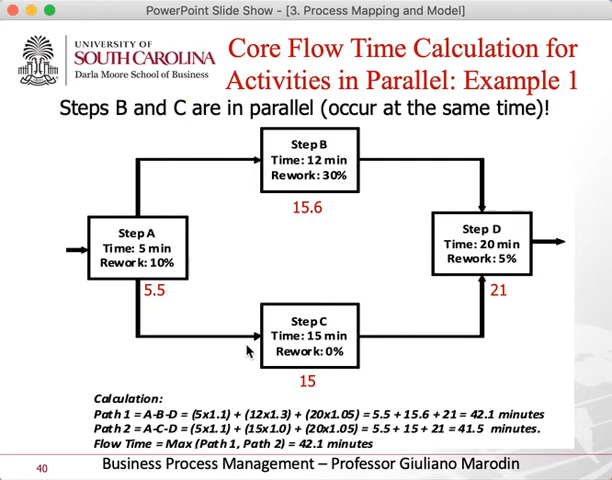 PowerPoint Slide Show - [3. Process Mapping and Model]
UNIVERSITY OF
SOUTH CAROLINA
Darla Moore School of Business
Core Flow Time Calculation for
Activities in Parallel: Example 1
Steps B and C are in parallel (occur at the same time)!
Step B
Time: 12 min
Rework: 30%
15.6
Step A
Time: 5 min
Rework: 10%
5.5
Step D
Time: 20 min
Rework: 5%
21
Step C
Time: 15 min
Rework: 0%
15
Calculation:
Path 1 = A-B-D = (5x1.1) + (12x1.3) + (20x1.05) = 5.5 + 15.6 + 21 = 42.1 minutes
Path 2 = A-C-D = (5x1.1) + (15x1.0) + (20x1.05) = 5.5 + 15 + 21 = 41.5 minutes.
Flow Time = Max (Path 1, Path 2) = 42.1 minutes
40
Business Process Management – Professor Giuliano Marodin